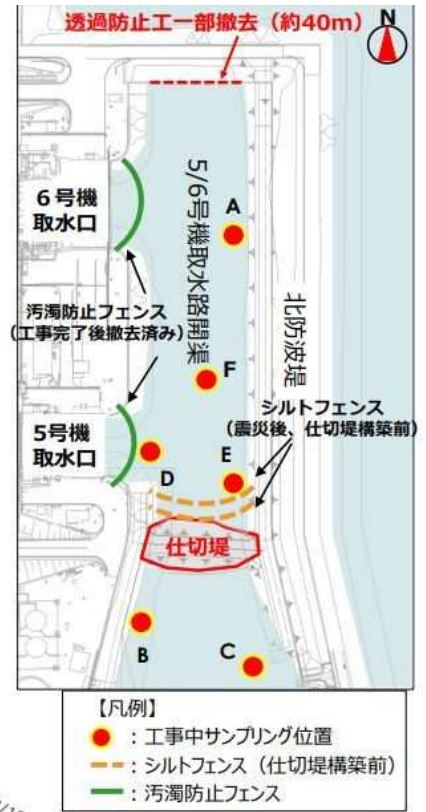 透過防止工一部撤去（約40m）
N
6号機
取水口
A
5/6号機取水路開渠
北防波堤
汚濁防止フェンス
（工事完了後撤去済み）
F
シルトフェンス
（震災後、仕切堤構築前）
5号機
取水口
D
E
仕切堤
B
C
【凡例】
：工事中サンプリング位置
：シルトフェンス（仕切堤構築前）
：汚濁防止フェンス